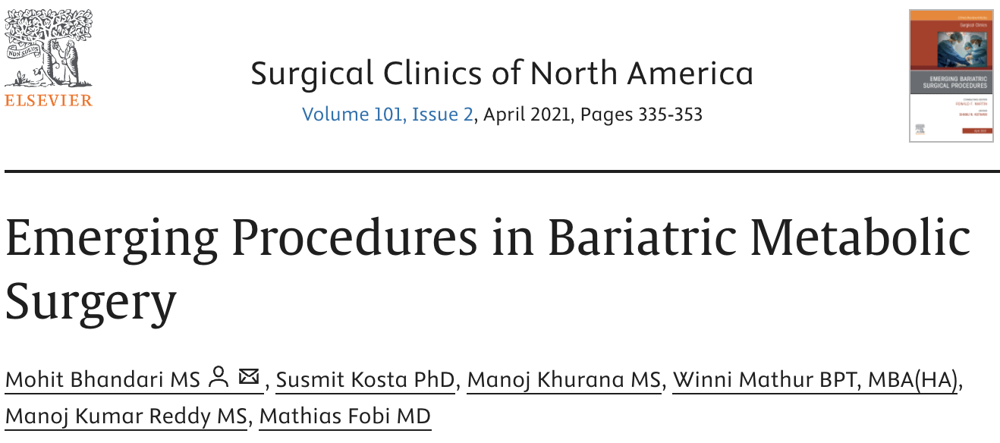 NON SOLUS
ELSEVIER
Surgical Clinics of North America
Volume 101, Issue 2, April 2021, Pages 335-353
Surgical Clinics
EMERGING BARIATRIC
SURGICAL PROCEDURES
RONALD F. MARTIN
Emerging Procedures in Bariatric Metabolic
Surgery
Mohit Bhandari MS , Susmit Kosta PhD, Manoj Khurana MS, Winni Mathur BPT, MBA(HA),
Manoj Kumar Reddy MS, Mathias Fobi MD